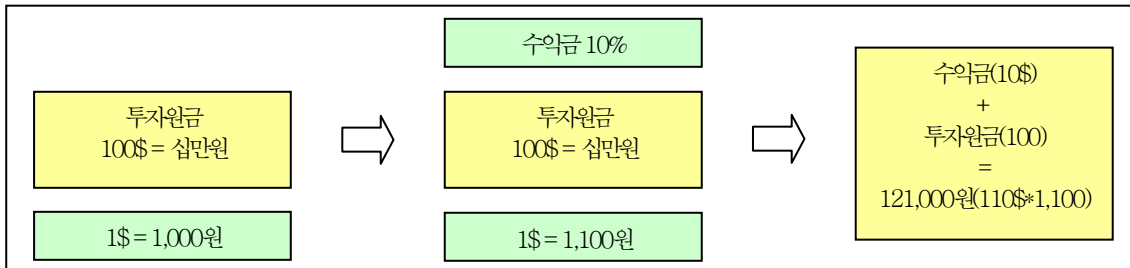 투자원금
100$ = 십만원
1$ = 1,000원
수익금 10%
투자원금
100$ = 십만원
1$ = 1,100원
수익금(10$)
+
투자원금(100)
=
121,000원(110$*1,100)